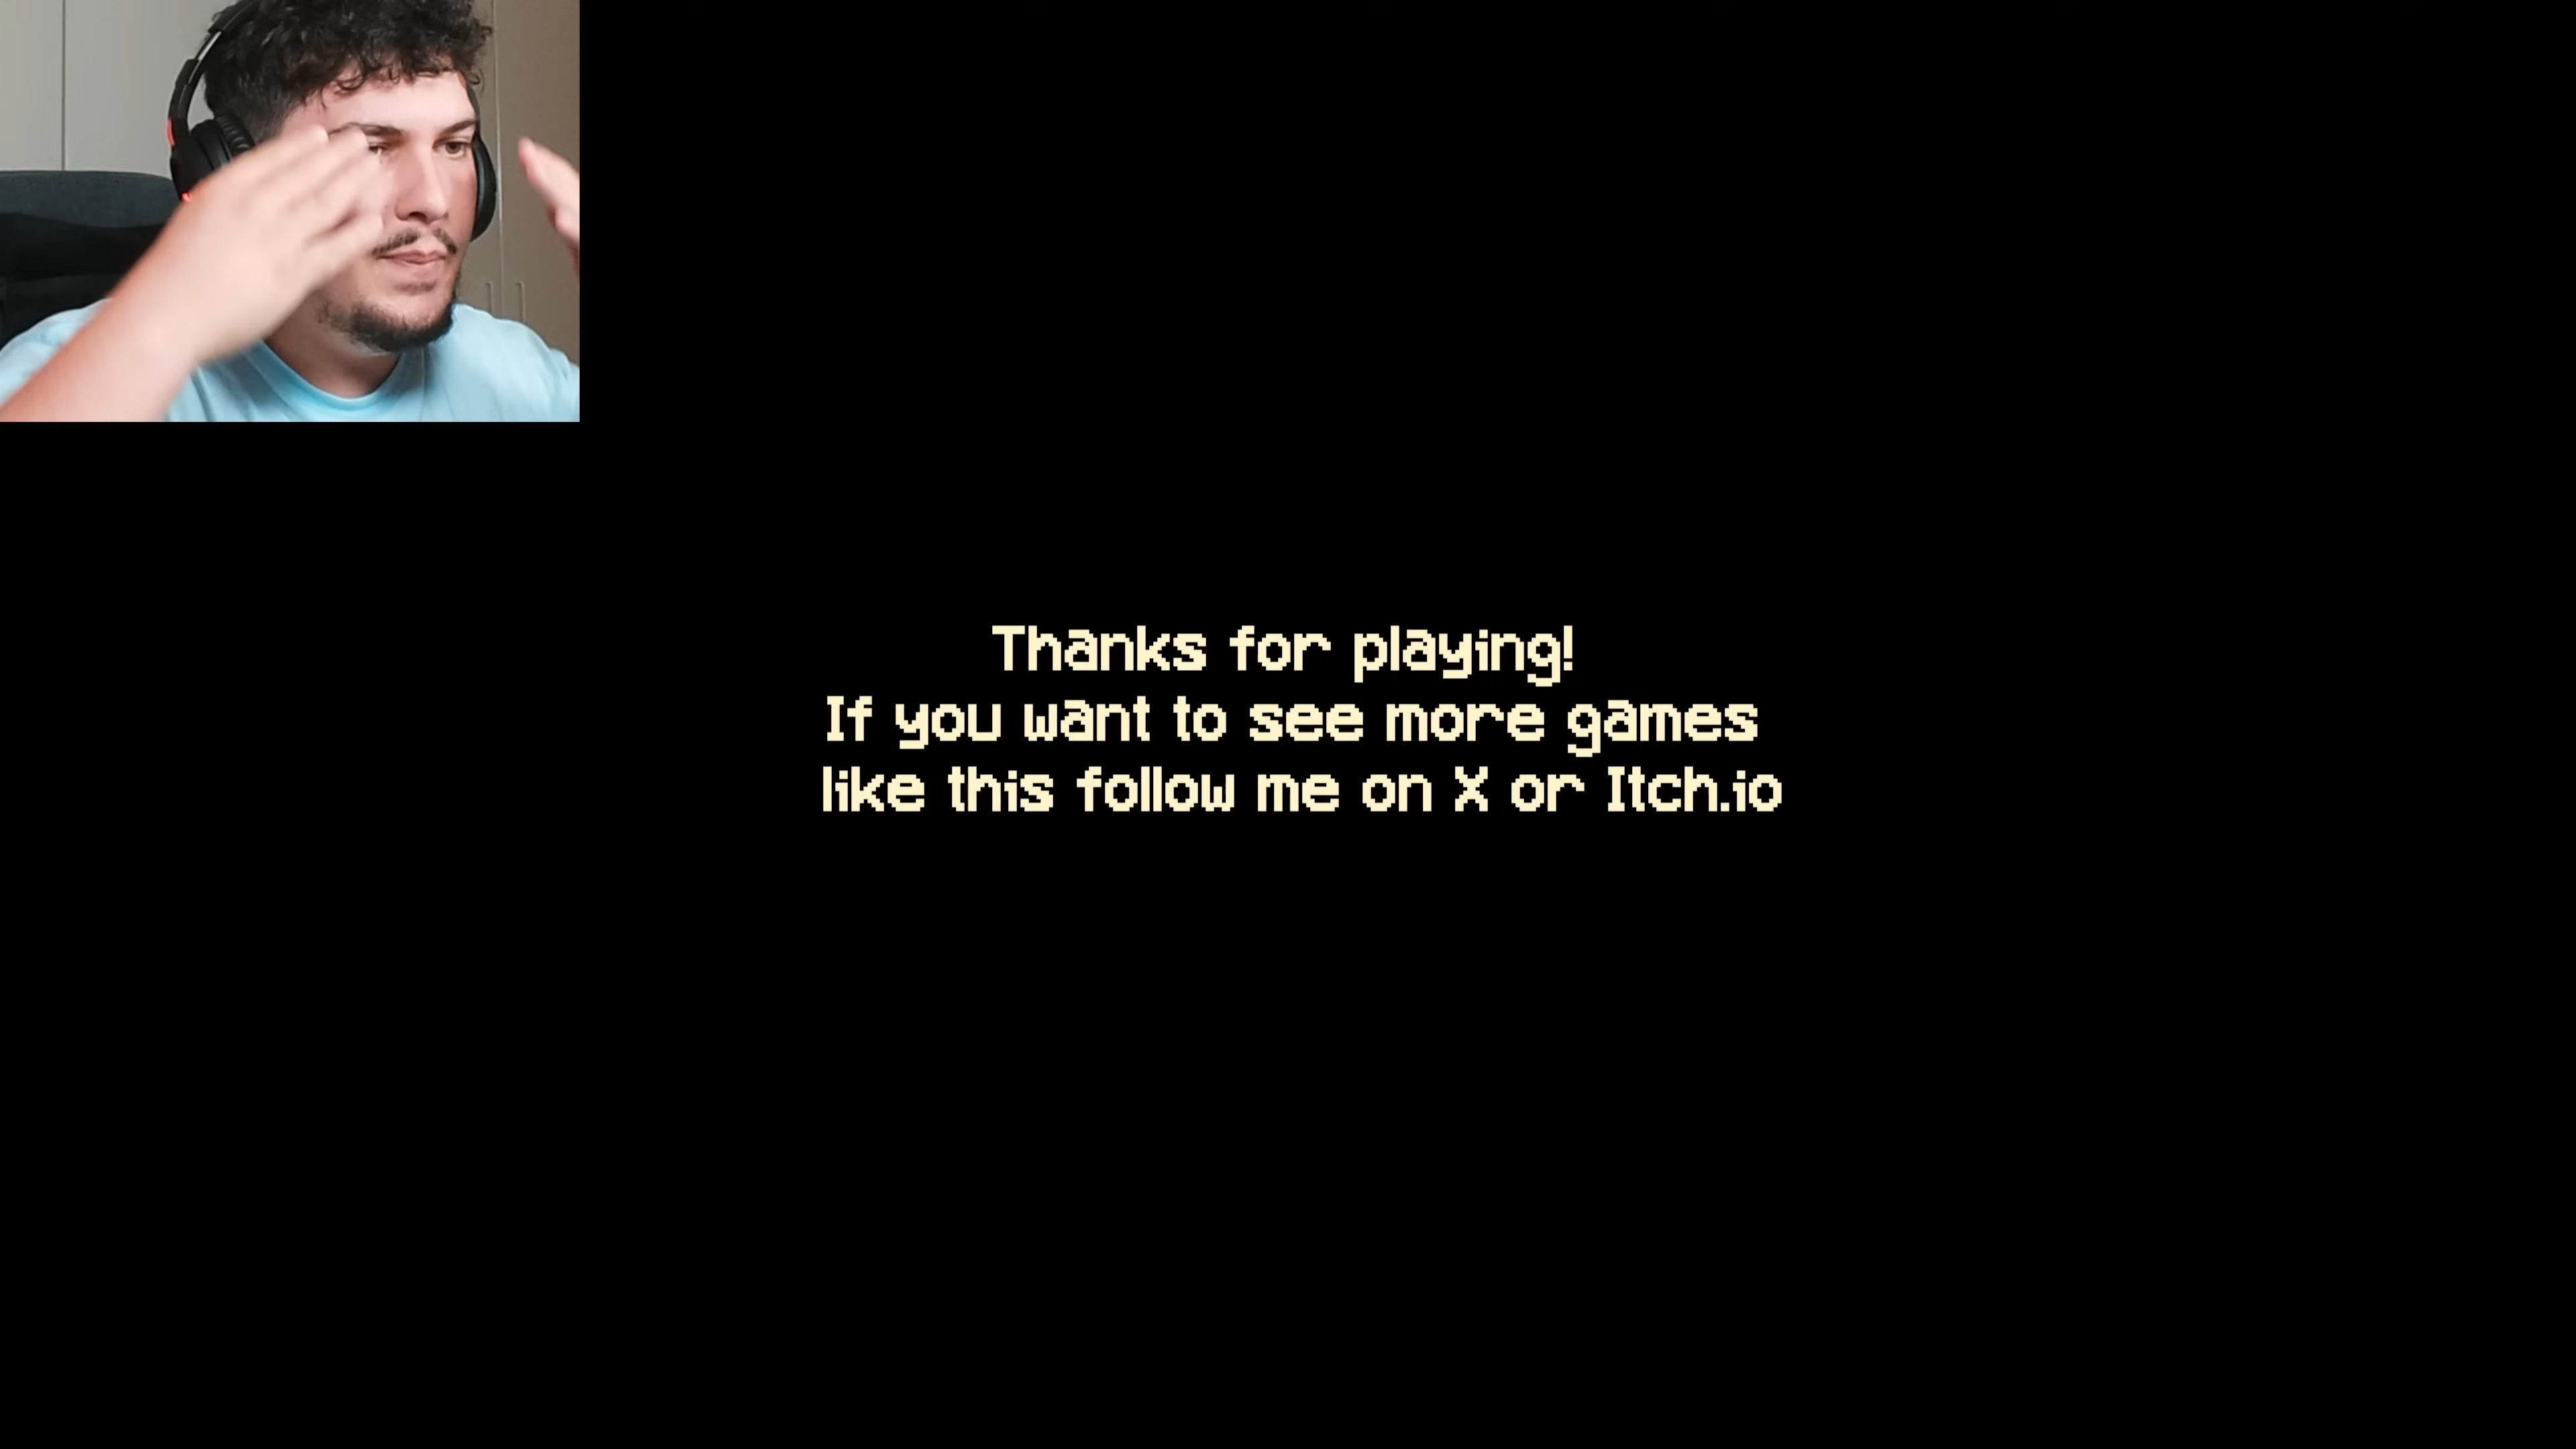 Thanks for playing!
If you want to see more games
like this follow me on X or Itch.io